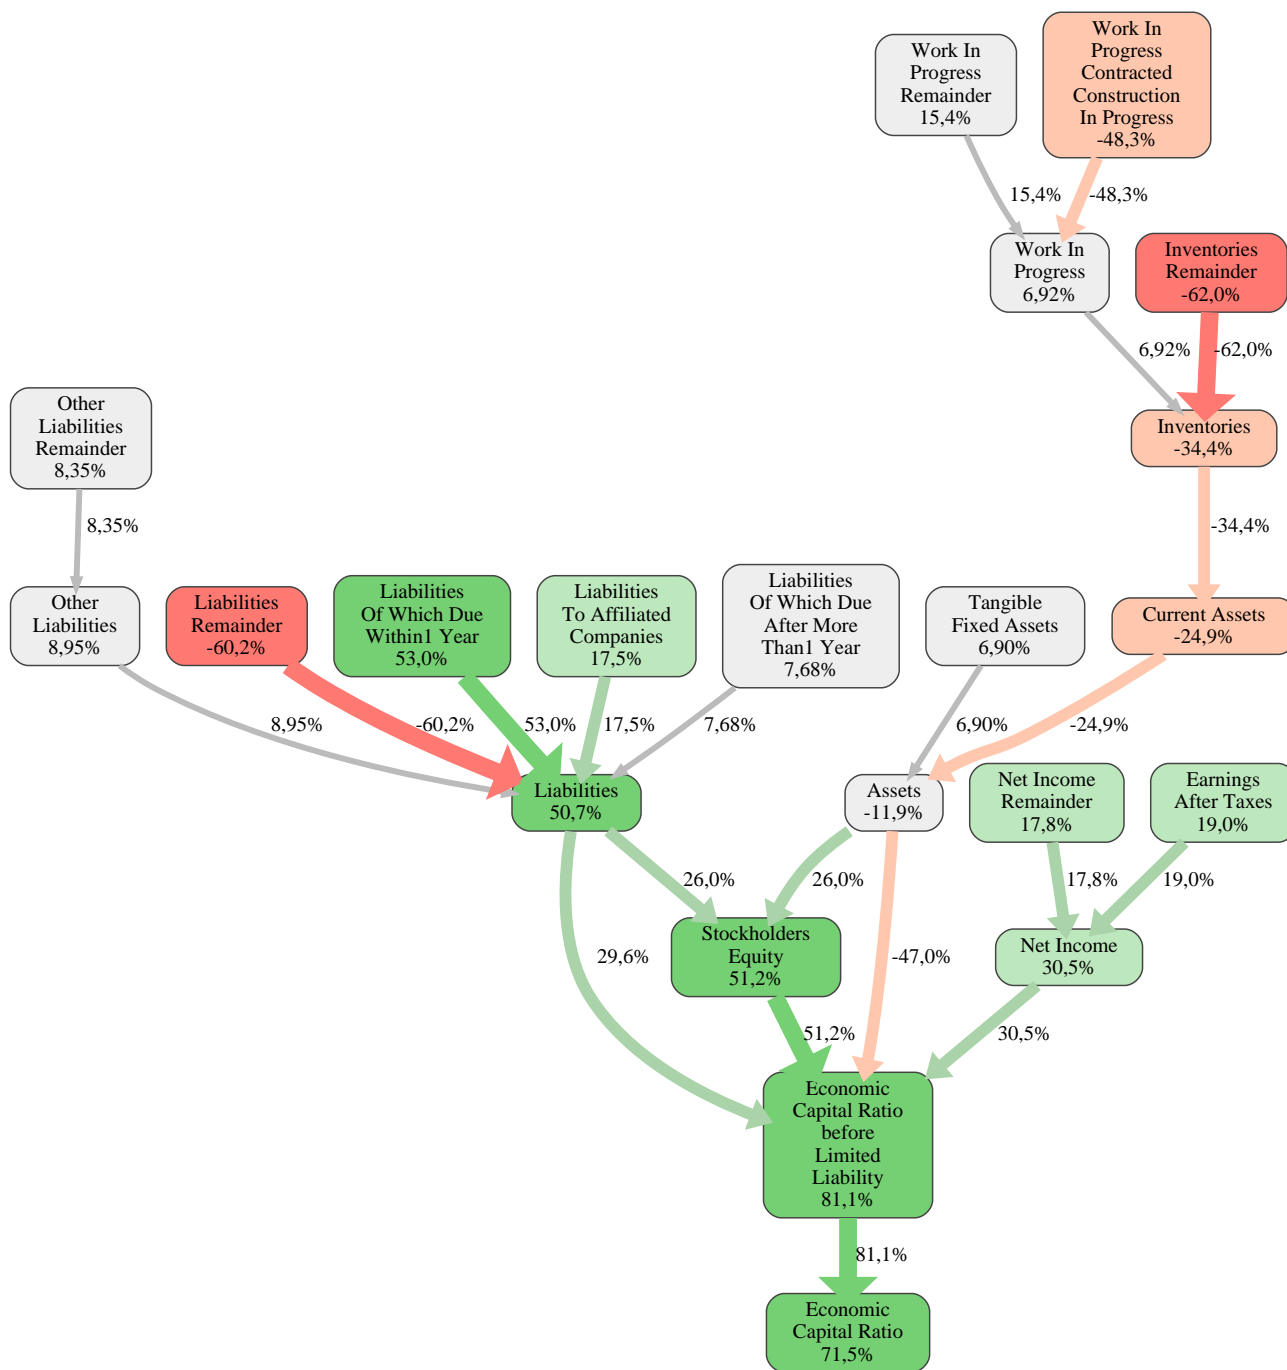 Work In
Progress
Remainder
15,4%
Work In
Progress
Contracted
Construction
In Progress
-48,3%
15,4%
-48,3%
Work In
Progress
6,92%
Inventories
Remainder
-62,0%
6,92%
-62,0%
Other
Liabilities
Remainder
8,35%
Inventories
-34,4%
8,35%
-34,4%
Other
Liabilities
8,95%
Liabilities
Remainder
-60,2%
Liabilities
Of Which Due
Within1 Year
53,0%
Liabilities
To Affiliated
Companies
17,5%
Liabilities
Of Which Due
After More
Than1 Year
7,68%
Tangible
Fixed Assets
6,90%
Current Assets
-24,9%
8,95%
-60,2%
53,0%
17,5%
7,68%
6,90%
-24,9%
Liabilities
50,7%
Assets
-11,9%
Net Income
Remainder
17,8%
Earnings
After Taxes
19,0%
26,0%
26,0%
17,8%
19,0%
Stockholders
Equity
51,2%
Net Income
30,5%
29,6%
-47,0%
51,2%
30,5%
Economic
Capital Ratio
before
Limited
Liability
81,1%
81,1%
Economic
Capital Ratio
71,5%